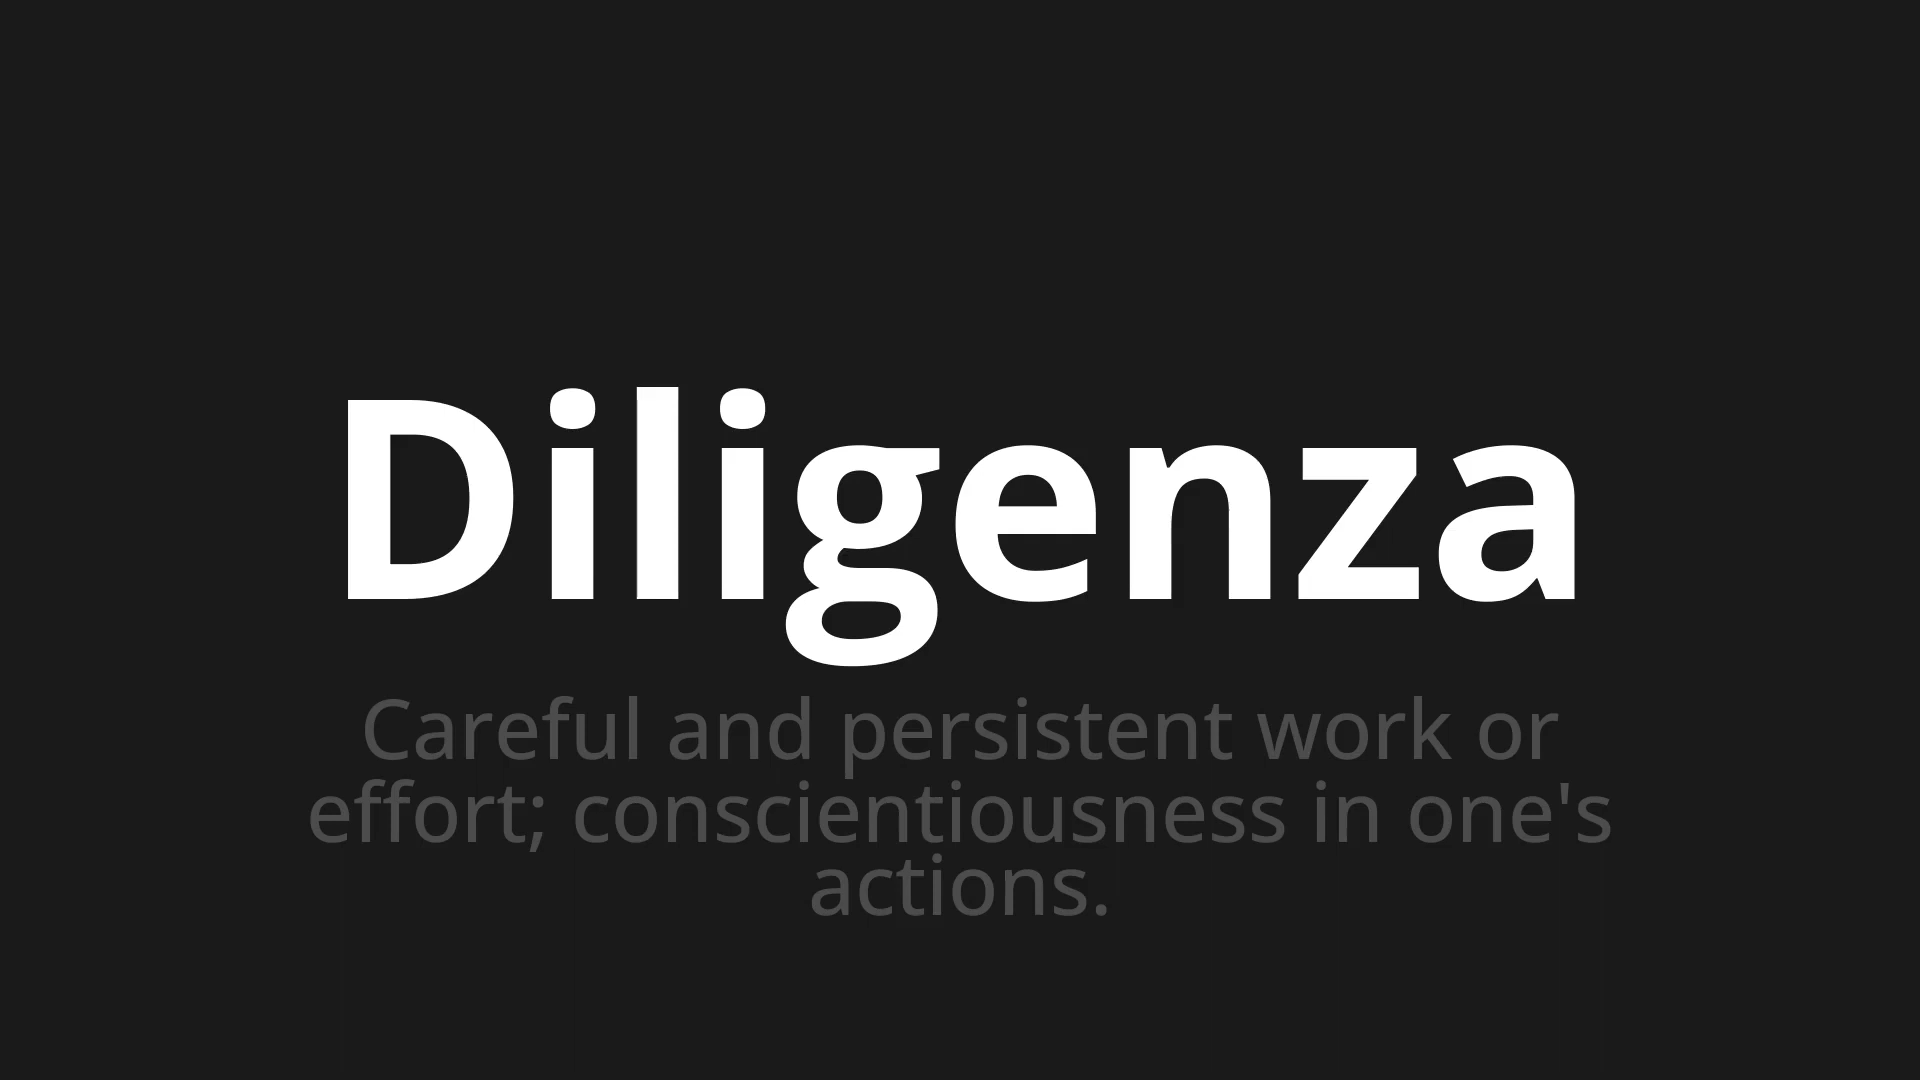 Diligenza
Careful and persistent work or
effort; conscientiousness in one's
actions.